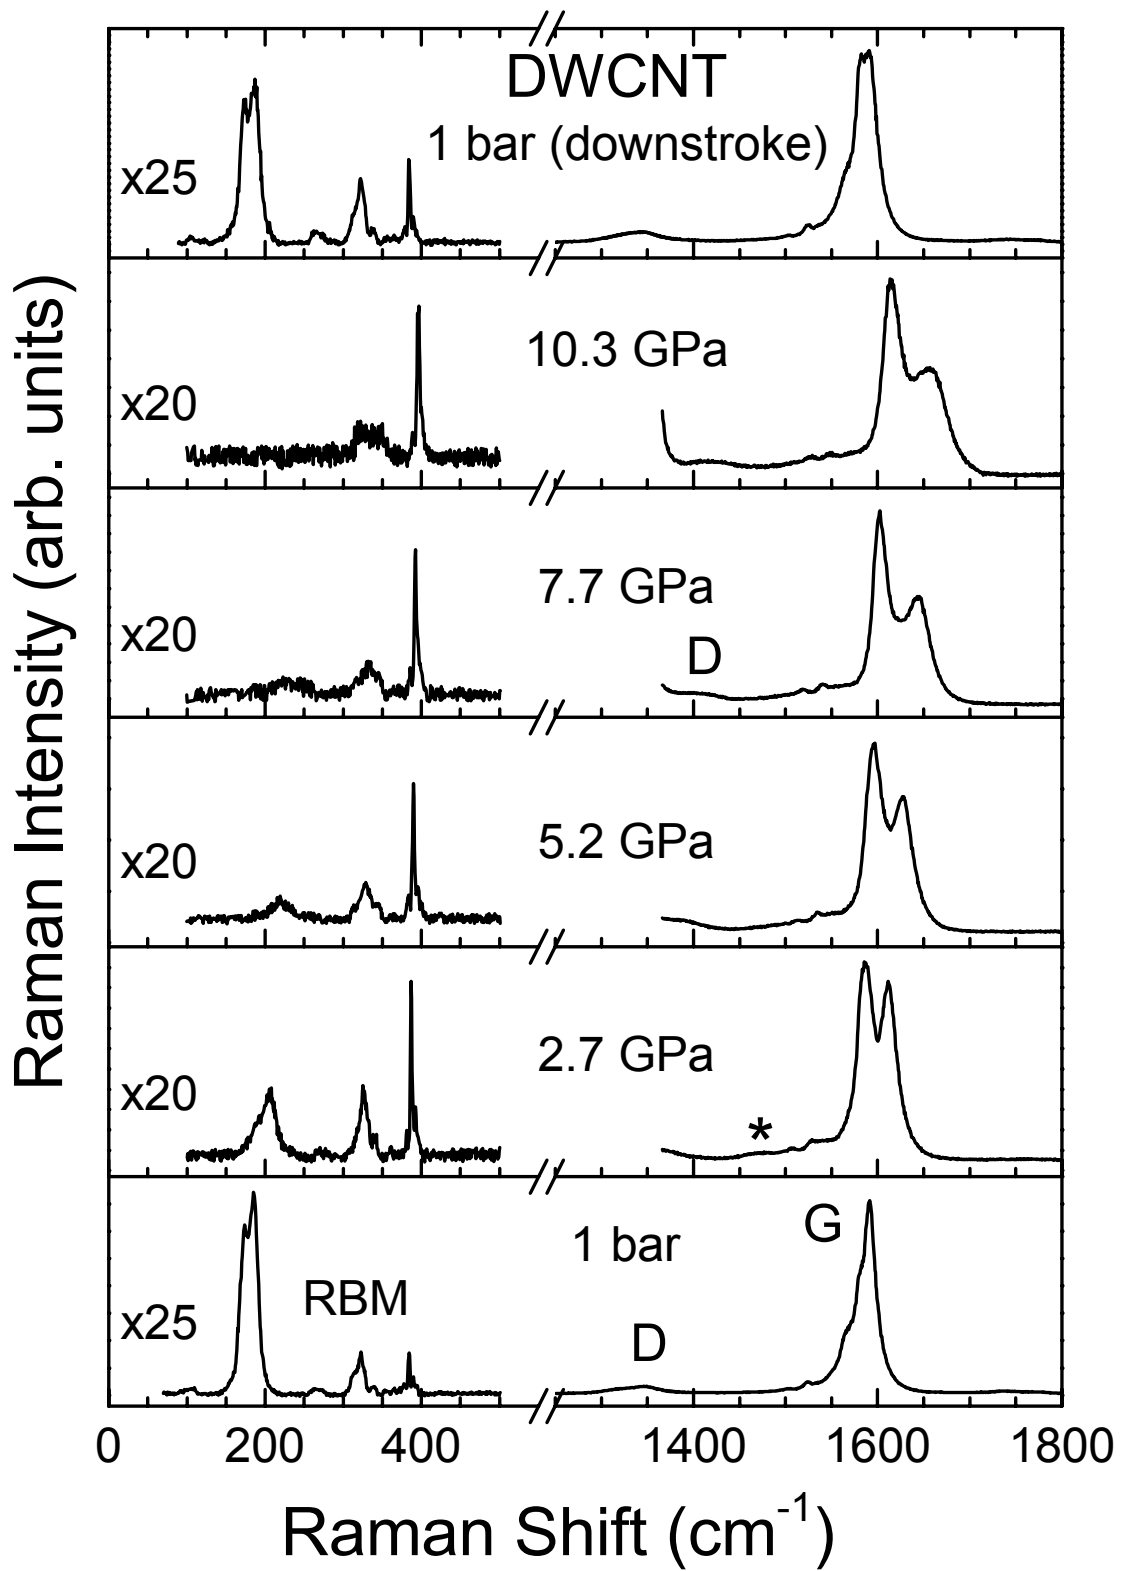 DWCNT
1 bar (downstroke)
x25
10.3 GPa
x20
7.7 GPa
x20
D
5.2 GPa
x20
2.7 GPa
x20
*
G
1 bar
RBM
x25
D
0 200 400 1400 1600 1800
Raman Shift (cm-1)
Raman Intensity (arb. units)